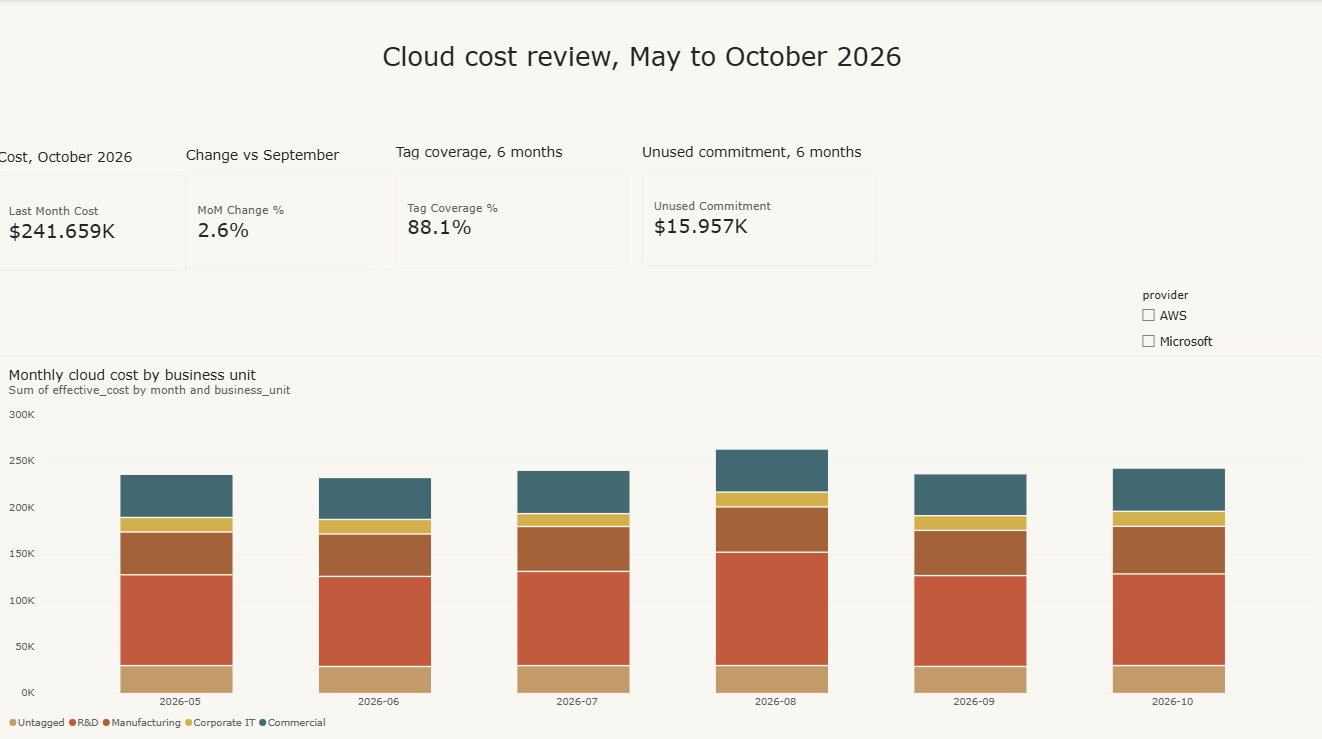 Cloud cost review, May to October 2026
Cost, October 2026
Change vs September
Tag coverage, 6 months
Unused commitment, 6 months
Last Month Cost
$241.659K
MoM Change %
2.6%
Tag Coverage %
88.1%
Unused Commitment
$15.957K
provider
AWS
Microsoft
Monthly cloud cost by business unit
Sum of effective_cost by month and business_unit
300K
250K
200K
150K
100K
50K
0K
2026-05 2026-06 2026-07 2026-08 2026-09 2026-10
Untagged R&D Manufacturing Corporate IT Commercial